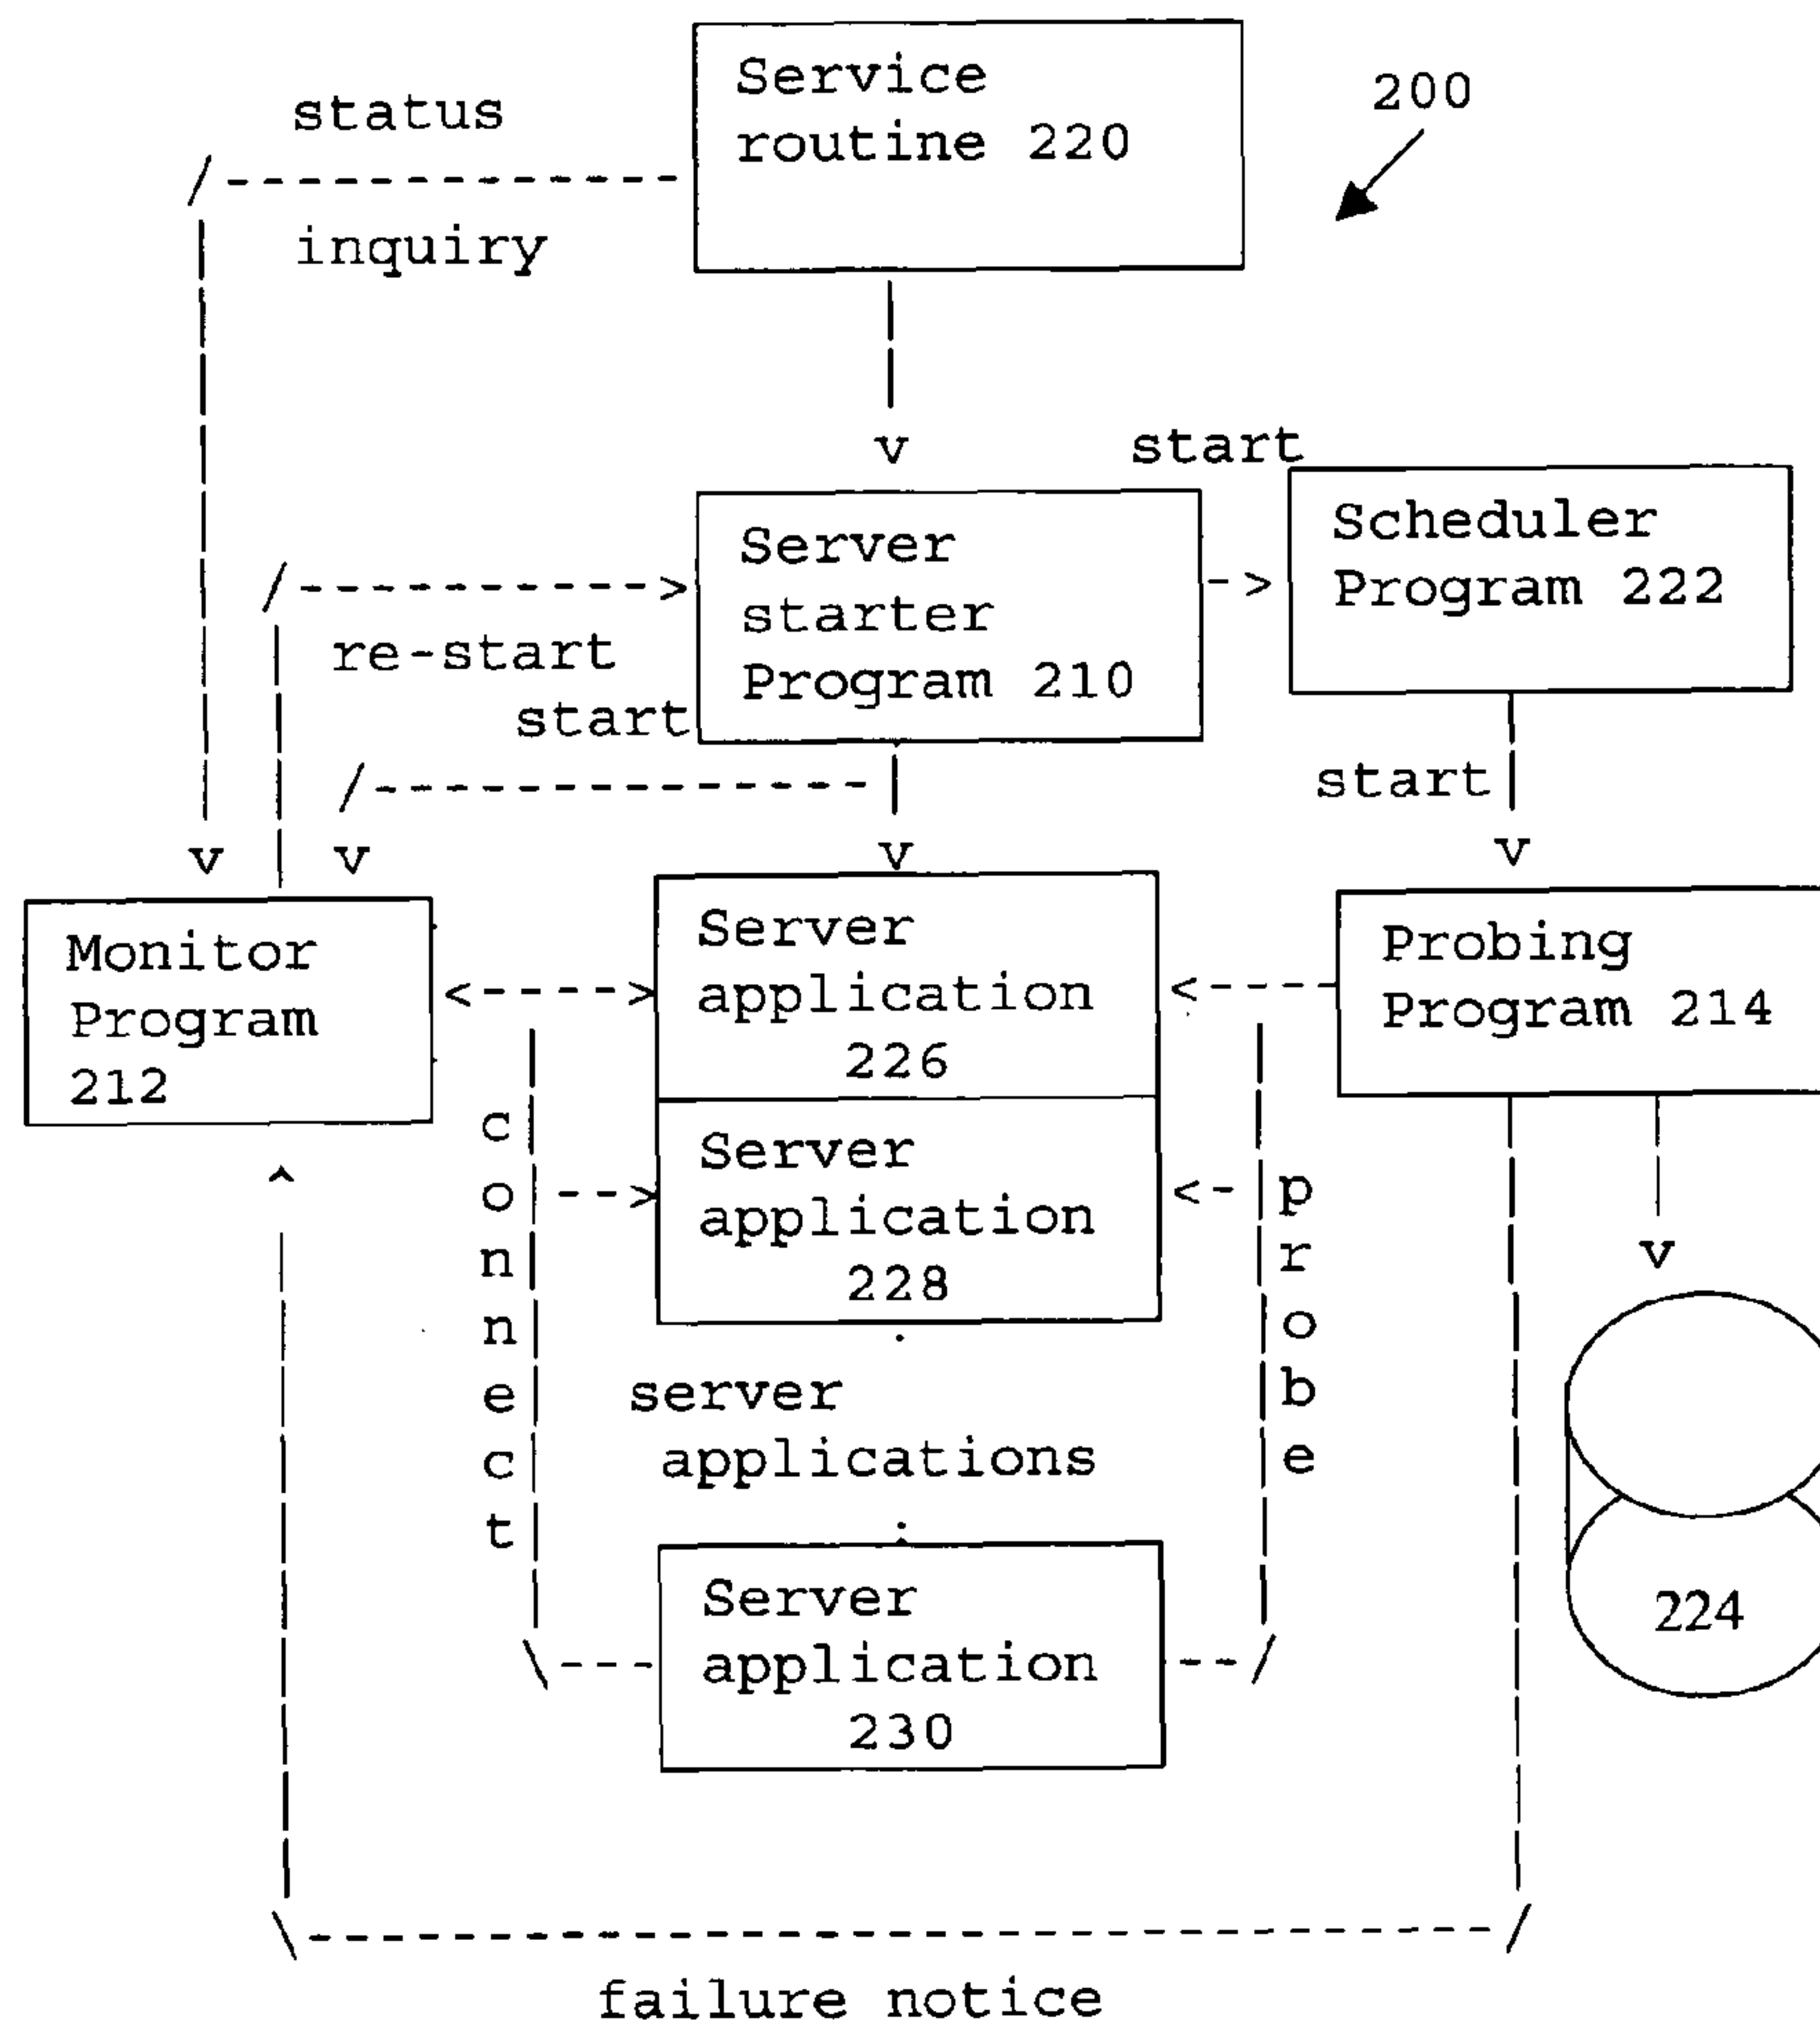 Service
routine 220
200
status
inquiry
start
Server
starter
Program 210
Scheduler
Program 222
re-start
start
start
Monitor
Program
212
Server
application
226
Probing
Program 214
connect
Server
application
228
probe
server
applications
Server
application
230
224
failure notice